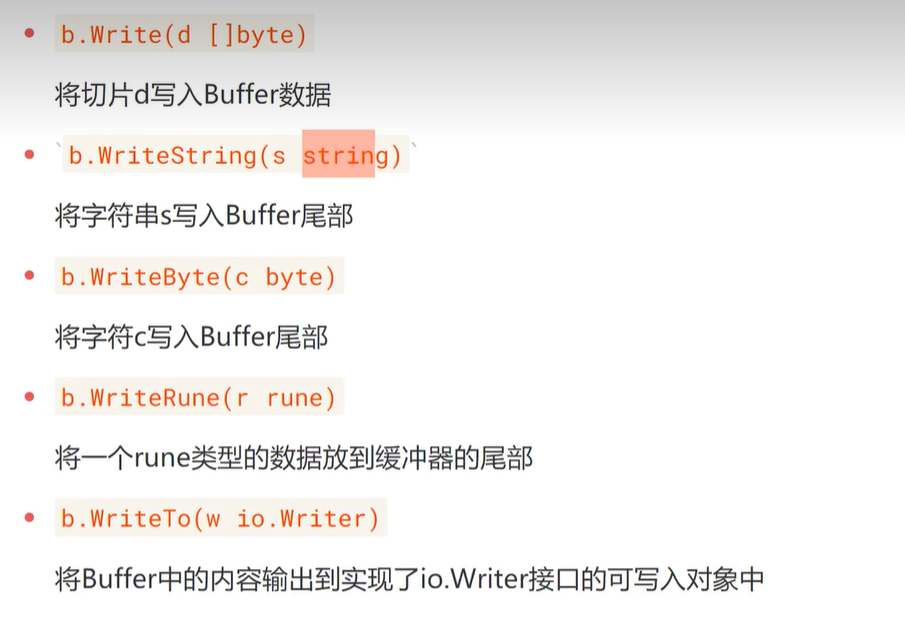 b.Write(d []byte)
将切片d写入Buffer数据
`b.WriteString(s string)`
将字符串s写入Buffer尾部
b.WriteByte(c byte)
将字符c写入Buffer尾部
b.WriteRune(r rune)
将一个rune类型的数据放到缓冲器的尾部
b.WriteTo(w io.Writer)
将Buffer中的内容输出到实现了io.Writer接口的可写入对象中